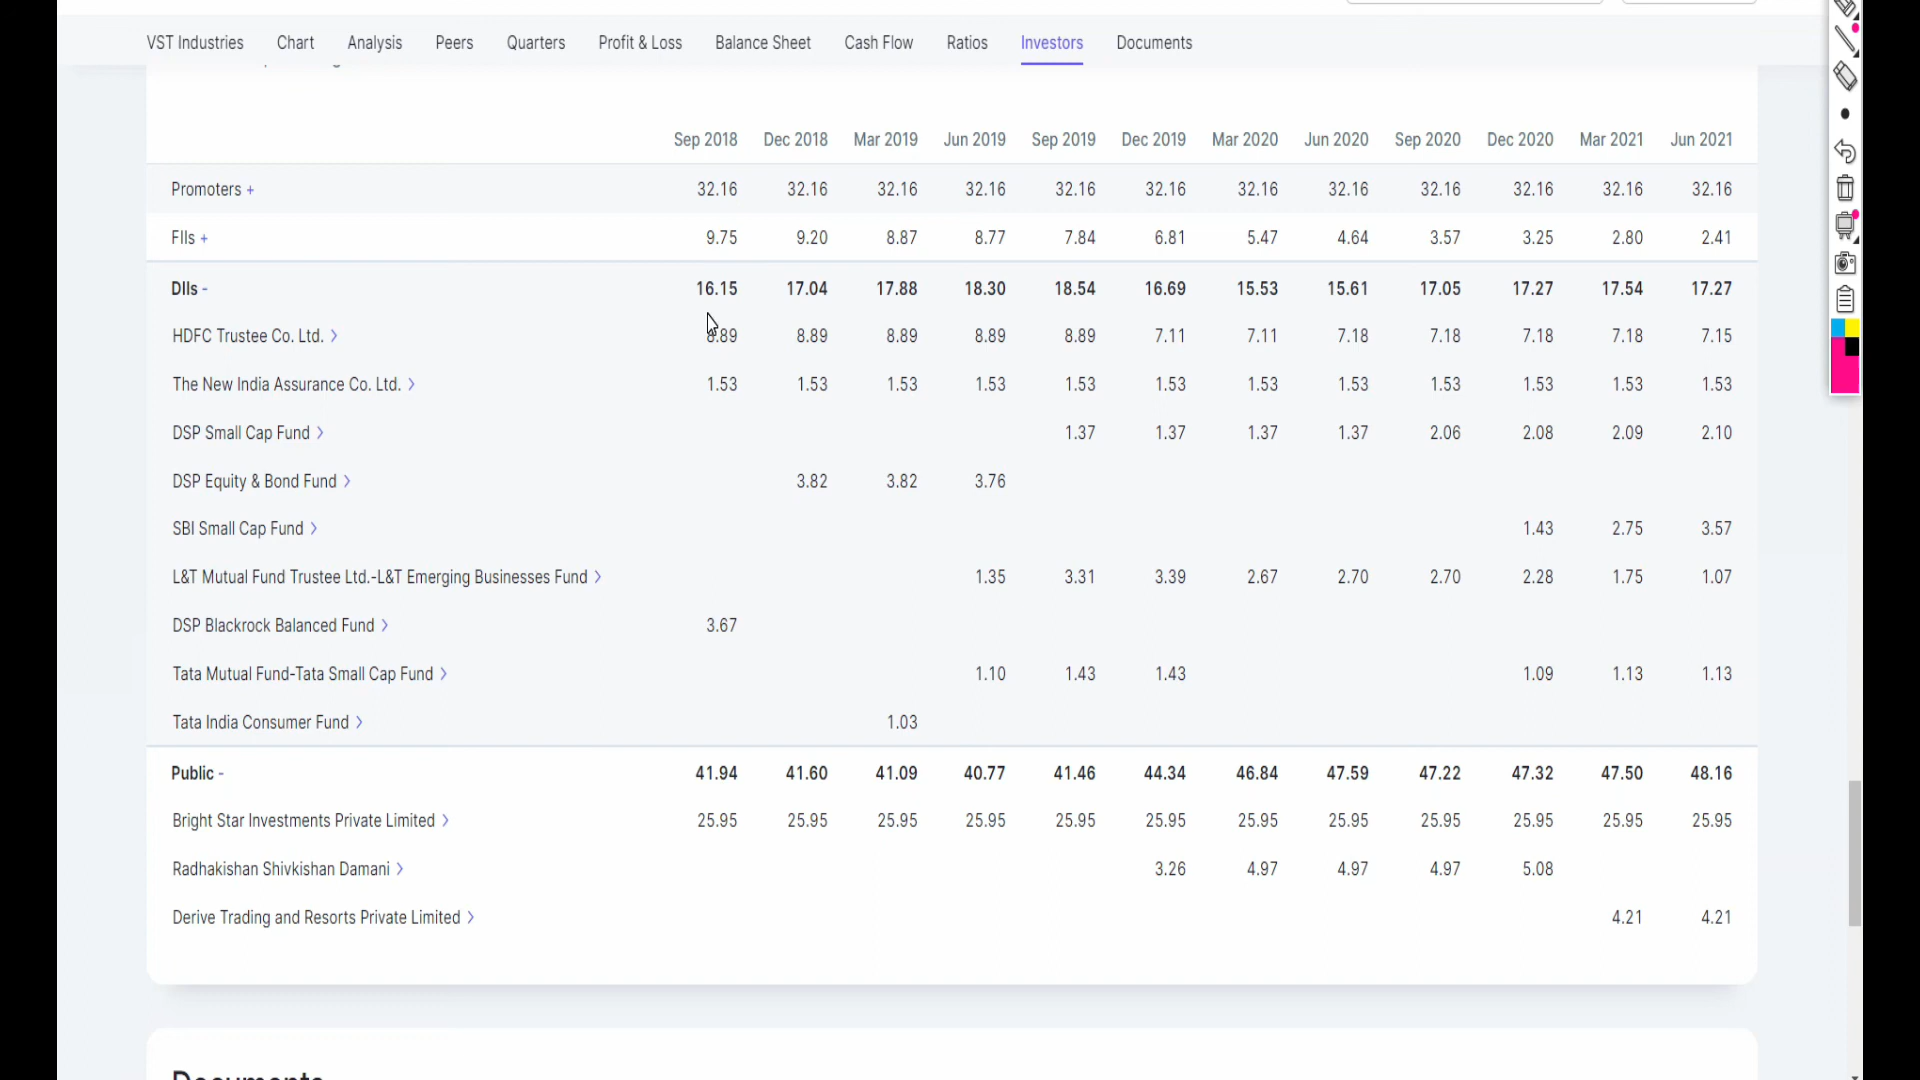 VST Industries Chart Analysis Peers Quarters Profit & Loss Balance Sheet Cash Flow Ratios Investors Documents
Sep 2018 Dec 2018 Mar 2019 Jun 2019 Sep 2019 Dec 2019 Mar 2020 Jun 2020 Sep 2020 Dec 2020 Mar 2021 Jun 2021
Promoters + 32.16 32.16 32.16 32.16 32.16 32.16 32.16 32.16 32.16 32.16 32.16 32.16
FIIs + 9.75 9.20 8.87 8.77 7.84 6.81 5.47 4.64 3.57 3.25 2.80 2.41
DIIs - 16.15 17.04 17.88 18.30 18.54 16.69 15.53 15.61 17.05 17.27 17.54 17.27
HDFC Trustee Co. Ltd. > 8.89 8.89 8.89 8.89 8.89 7.11 7.11 7.18 7.18 7.18 7.18 7.15
The New India Assurance Co. Ltd. > 1.53 1.53 1.53 1.53 1.53 1.53 1.53 1.53 1.53 1.53 1.53 1.53
DSP Small Cap Fund > 1.37 1.37 1.37 1.37 2.06 2.08 2.09 2.10
DSP Equity & Bond Fund > 3.82 3.82 3.76
SBI Small Cap Fund > 1.43 2.75 3.57
L&T Mutual Fund Trustee Ltd.-L&T Emerging Businesses Fund > 1.35 3.31 3.39 2.67 2.70 2.70 2.28 1.75 1.07
DSP Blackrock Balanced Fund > 3.67
Tata Mutual Fund-Tata Small Cap Fund > 1.10 1.43 1.43 1.09 1.13 1.13
Tata India Consumer Fund > 1.03
Public - 41.94 41.60 41.09 40.77 41.46 44.34 46.84 47.59 47.22 47.32 47.50 48.16
Bright Star Investments Private Limited > 25.95 25.95 25.95 25.95 25.95 25.95 25.95 25.95 25.95 25.95 25.95 25.95
Radhakishan Shivkishan Damani > 3.26 4.97 4.97 4.97 5.08
Derive Trading and Resorts Private Limited > 4.21 4.21
Documents